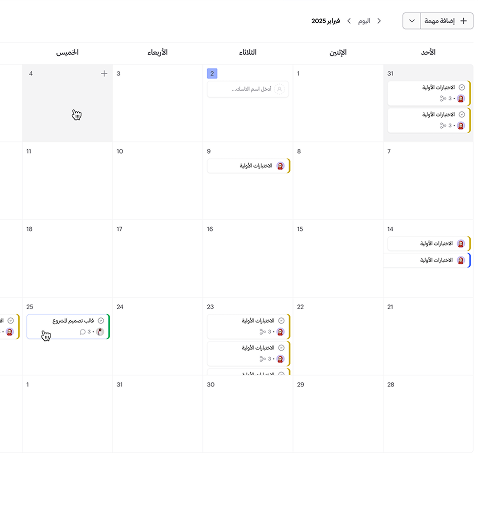 إضافة مهمة
اليوم
فبراير 2025
الأحد
الإثنين
الثلاثاء
الأربعاء
الخميس
31
1
2
3
4
الاختبارات الأولية
3
الاختبارات الأولية
3
أدخل اسم التاسك...
7
8
9
10
11
الاختبارات الأولية
14
15
16
17
18
الاختبارات الأولية
الاختبارات الأولية
21
22
23
24
25
الاختبارات الأولية
3
الاختبارات الأولية
3
قالب تصميم المشروع
3
28
29
30
31
1